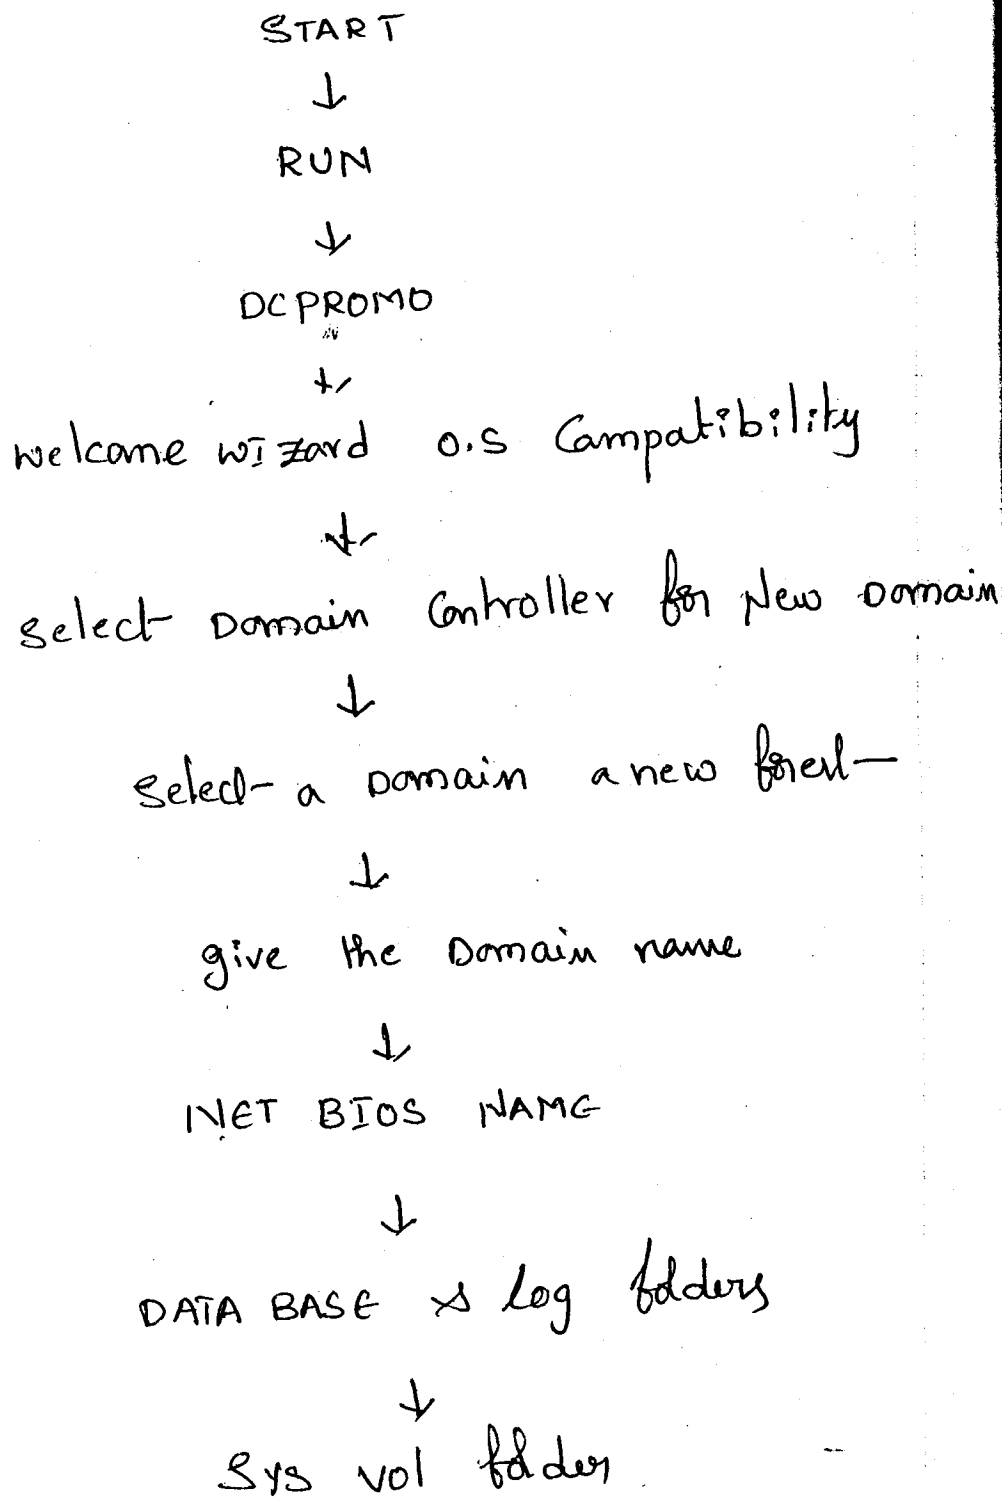 START
↓
RUN
↓
DCPROMO
↓
welcome wIzard o.s Campatibility
↓
select Domain Controller for New Domain
↓
select a Domain a new forest
↓
give the Domain name
↓
NET BIOS NAME
↓
DATA BASE & log folders
↓
Sys vol folder